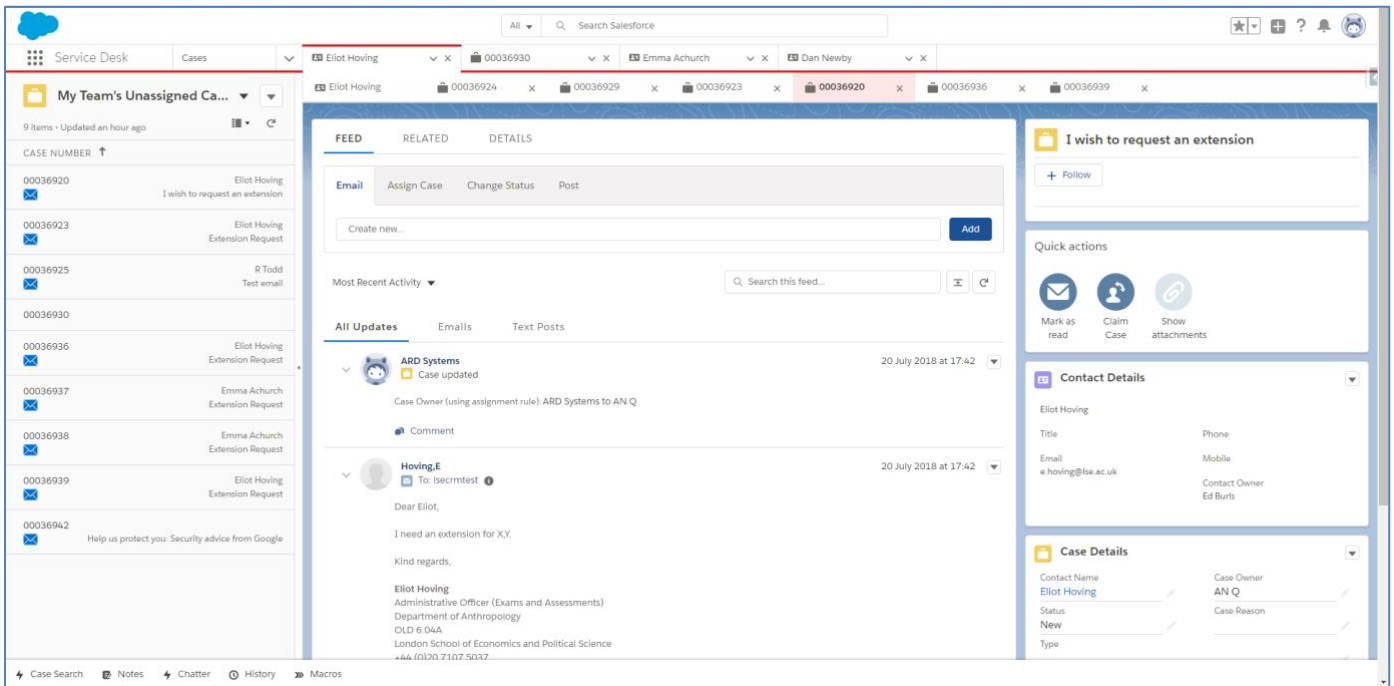 All
Search Salesforce
?
Service Desk
Cases
Eliot Hoving
00036930
Emma Achurch
Dan Newby
My Team's Unassigned Ca...
9 items • Updated an hour ago
CASE NUMBER ↑
00036920 Eliot Hoving
I wish to request an extension
00036923 Eliot Hoving
Extension Request
00036925 R Todd
Test email
00036930
00036936 Eliot Hoving
Extension Request
00036937 Emma Achurch
Extension Request
00036938 Emma Achurch
Extension Request
00036939 Eliot Hoving
Extension Request
00036942
Help us protect you: Security advice from Google
Eliot Hoving
00036924
00036929
00036923
00036920
00036936
00036939
FEED RELATED DETAILS
Email Assign Case Change Status Post
Create new... Add
Most Recent Activity
Search this feed...
All Updates Emails Text Posts
ARD Systems 20 July 2018 at 17:42
Case updated
Case Owner (using assignment rule): ARD Systems to AN Q
Comment
Hoving,E 20 July 2018 at 17:42
To: lsecrmtest
Dear Eliot,
I need an extension for X,Y.
Kind regards,
Eliot Hoving
Administrative Officer (Exams and Assessments)
Department of Anthropology
OLD 6.04A
London School of Economics and Political Science
+44 (0)20 7107 5037
I wish to request an extension
+ Follow
Quick actions
Mark as read
Claim Case
Show attachments
Contact Details
Eliot Hoving
Title Phone
Email Mobile
e.hoving@lse.ac.uk
Contact Owner
Ed Burls
Case Details
Contact Name Case Owner
Eliot Hoving AN Q
Status Case Reason
New
Type
Case Search Notes Chatter History Macros